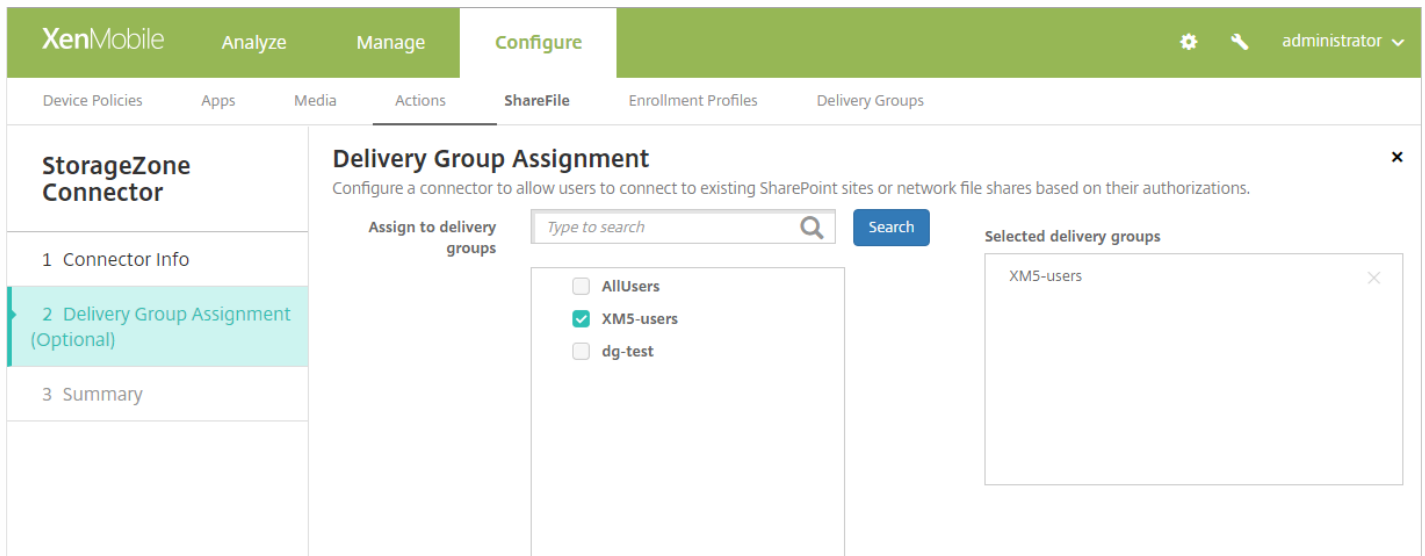 XenMobile Analyze Manage Configure administrator
Device Policies Apps Media Actions ShareFile Enrollment Profiles Delivery Groups
StorageZone
Connector
1 Connector Info
2 Delivery Group Assignment
(Optional)
3 Summary
Delivery Group Assignment
Configure a connector to allow users to connect to existing SharePoint sites or network file shares based on their authorizations.
Assign to delivery
groups
Type to search
Search
AllUsers
XM5-users
dg-test
Selected delivery groups
XM5-users